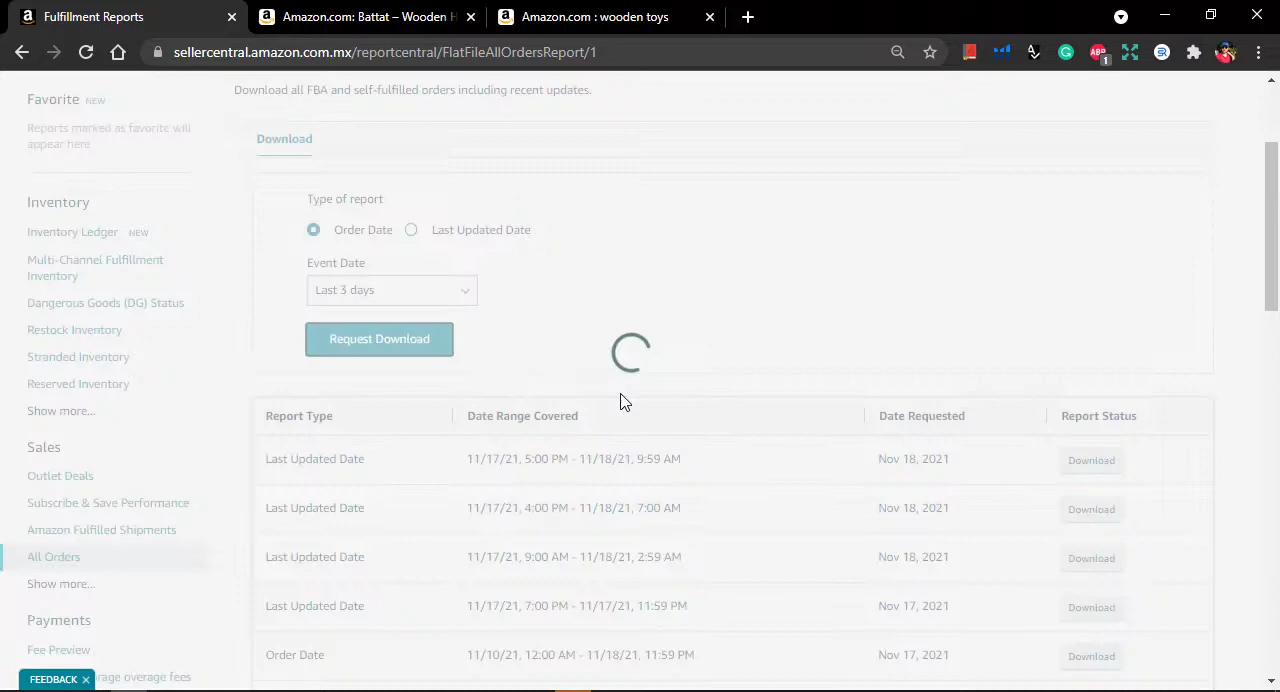 Fulfillment Reports
Amazon.com: Battat – Wooden H
Amazon.com : wooden toys
sellercentral.amazon.com.mx/reportcentral/FlatFileAllOrdersReport/1
ABP
1
Favorite NEW
Reports marked as favorite will
appear here
Inventory
Inventory Ledger NEW
Multi-Channel Fulfillment
Inventory
Dangerous Goods (DG) Status
Restock Inventory
Stranded Inventory
Reserved Inventory
Show more...
Sales
Outlet Deals
Subscribe & Save Performance
Amazon Fulfilled Shipments
All Orders
Show more...
Payments
Fee Preview
rage overage fees
FEEDBACK
Download all FBA and self-fulfilled orders including recent updates.
Download
Type of report
Order Date Last Updated Date
Event Date
Last 3 days
Request Download
Report Type Date Range Covered Date Requested Report Status
Last Updated Date 11/17/21, 5:00 PM - 11/18/21, 9:59 AM Nov 18, 2021 Download
Last Updated Date 11/17/21, 4:00 PM - 11/18/21, 7:00 AM Nov 18, 2021 Download
Last Updated Date 11/17/21, 9:00 AM - 11/18/21, 2:59 AM Nov 18, 2021 Download
Last Updated Date 11/17/21, 7:00 PM - 11/17/21, 11:59 PM Nov 17, 2021 Download
Order Date 11/10/21, 12:00 AM - 11/18/21, 11:59 PM Nov 17, 2021 Download